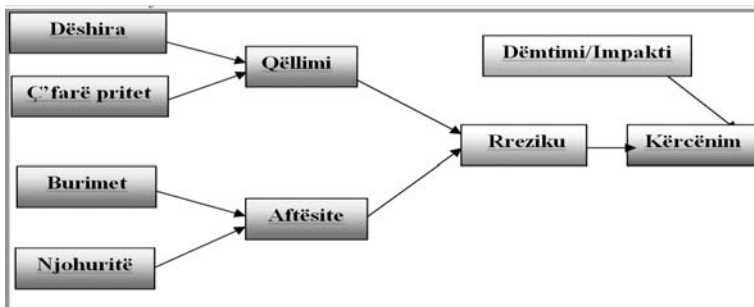 Dëshira
Ç’farë pritet
Qëllimi
Dëmtimi/Impakti
Rreziku
Kërcënim
Burimet
Njohuritë
Aftësite